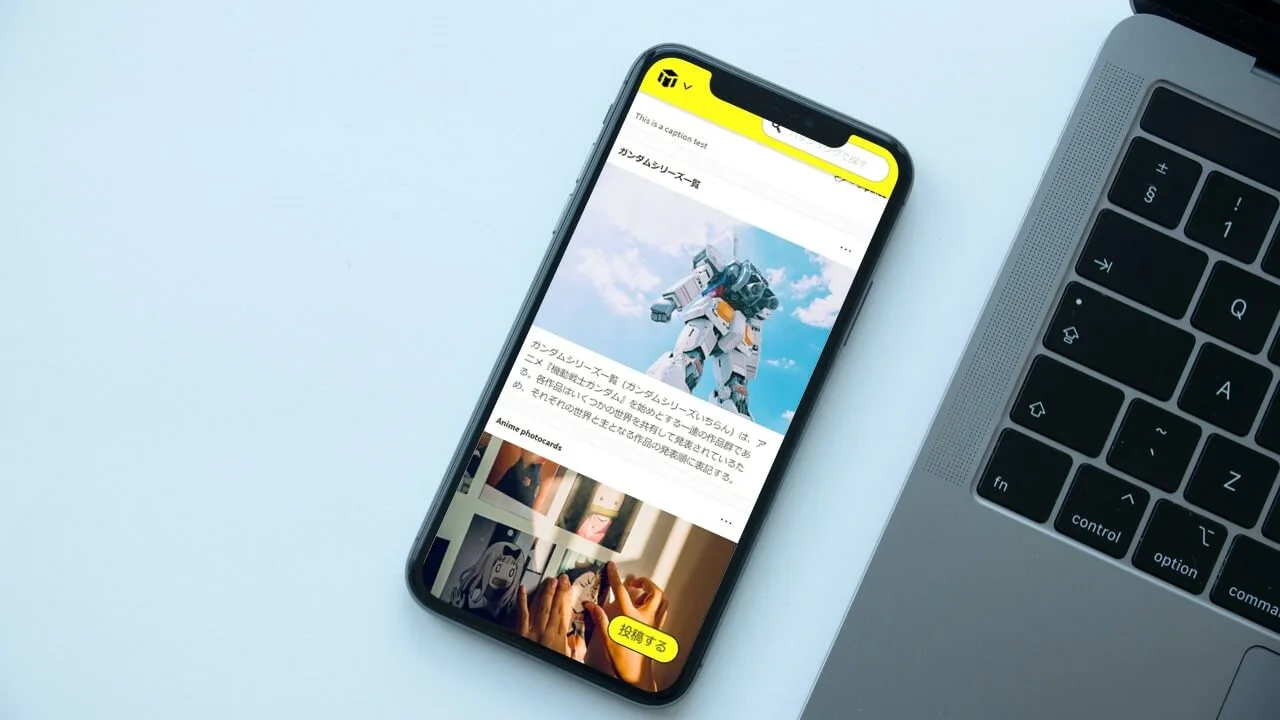 This is a caption test
ガンダムシリーズ一覧
ガンダムシリーズ一覧（ガンダムシリーズいちらん）は、ア
ニメ『機動戦士ガンダム』を始めとする一連の作品群であ
る。各作品はいくつかの世界を共有して発表されているた
め、それぞれの世界と主となる作品の発表順に表記する。
Anime photocards
投稿する
±
§
!
1
Q
A
~
`
Z
fn
control
option
comma